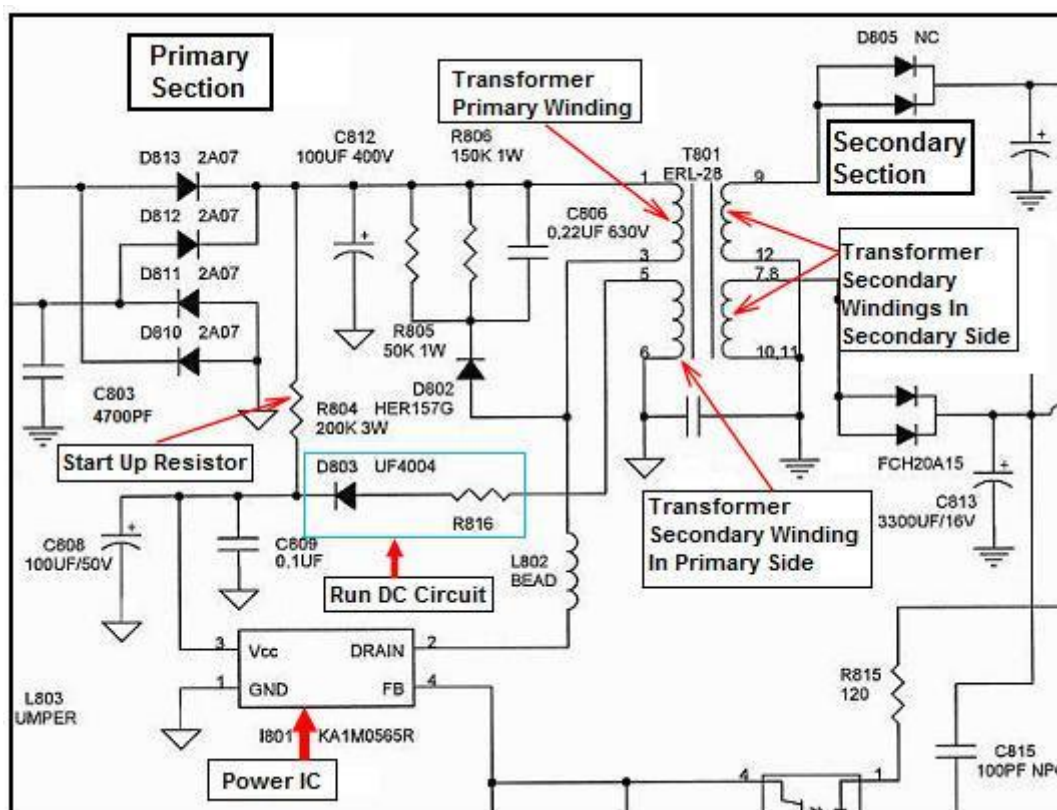 Primary
Section
Transformer
Primary Winding
D805 NC
Secondary
Section
D813 2A07
C812
100UF 400V
R806
150K 1W
T801
ERL-28
1
9
D812 2A07
C806
0,22UF 630V
D811 2A07
3
12
5
7,8
Transformer
Secondary
Windings In
Secondary Side
D810 2A07
R805
50K 1W
6
10,11
C803
4700PF
D802
HER157G
R804
200K 3W
Start Up Resistor
D803 UF4004
FCH20A15
R816
Transformer
Secondary Winding
In Primary Side
C813
3300UF/16V
C808
100UF/50V
C809
0.1UF
L802
BEAD
Run DC Circuit
3
Vcc
DRAIN
2
1
GND
FB
4
R815
120
L803
UMPER
I801 KA1M0565R
Power IC
C815
100PF NPO
4
1